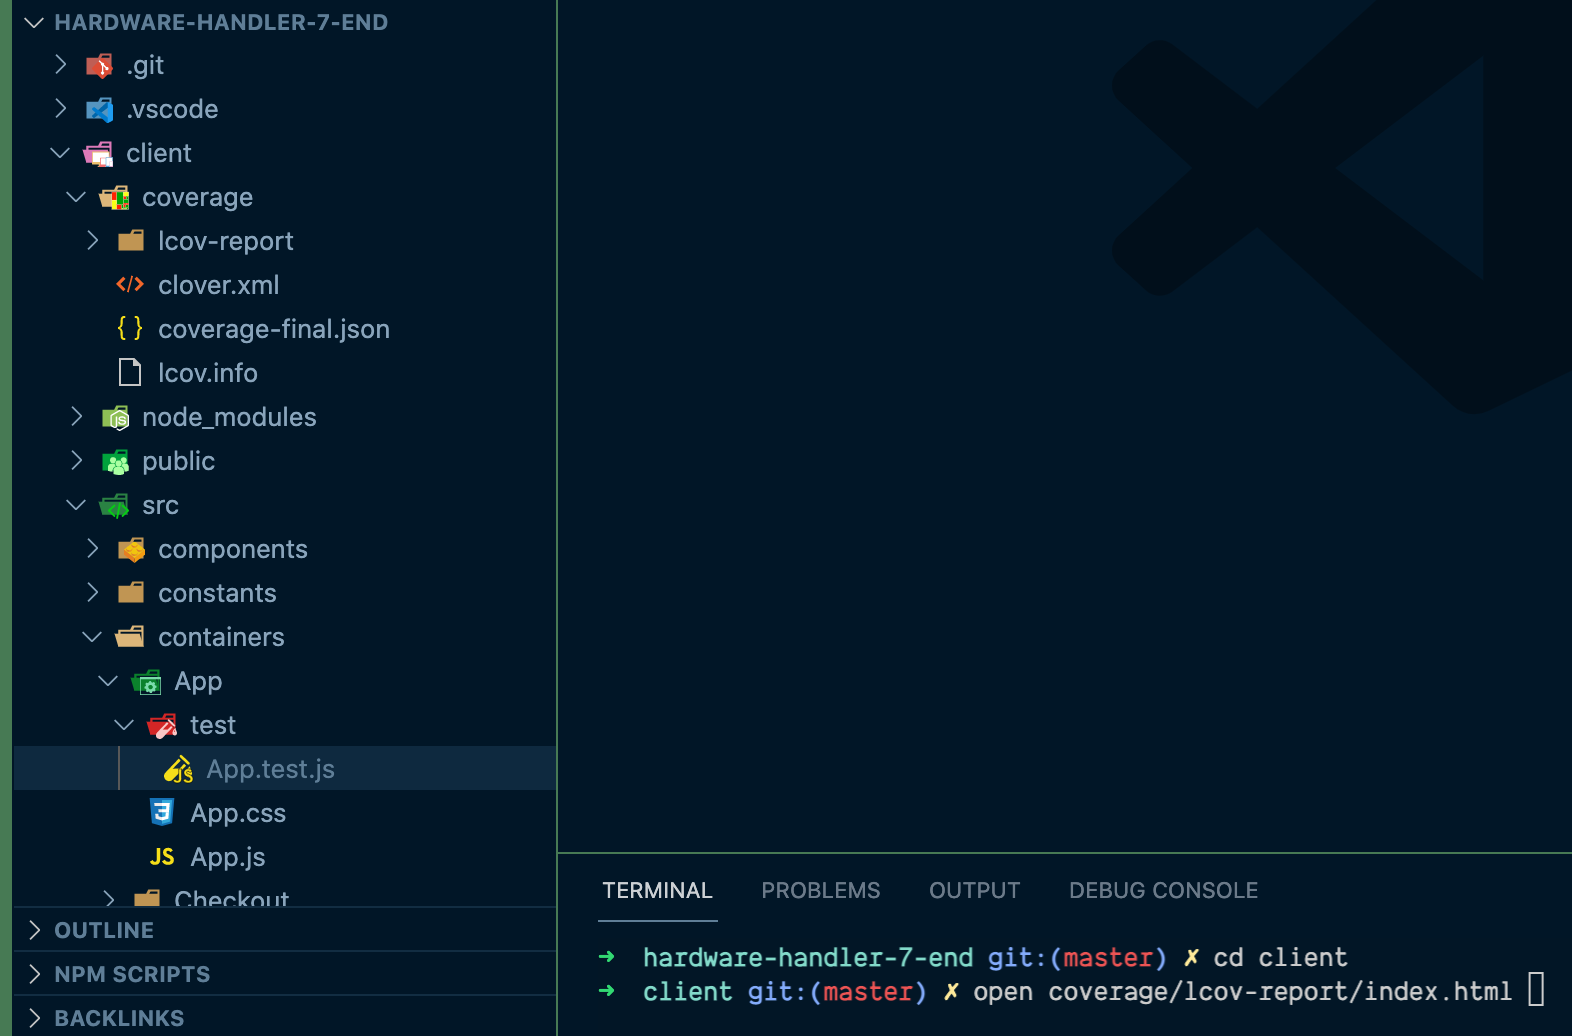 HARDWARE-HANDLER-7-END
.git
.vscode
client
coverage
lcov-report
clover.xml
coverage-final.json
lcov.info
node_modules
public
src
components
constants
containers
App
test
App.test.js
App.css
JS App.js
Checkout
OUTLINE
NPM SCRIPTS
BACKLINKS
TERMINAL PROBLEMS OUTPUT DEBUG CONSOLE
➜ hardware-handler-7-end git:(master) ✗ cd client
➜ client git:(master) ✗ open coverage/lcov-report/index.html